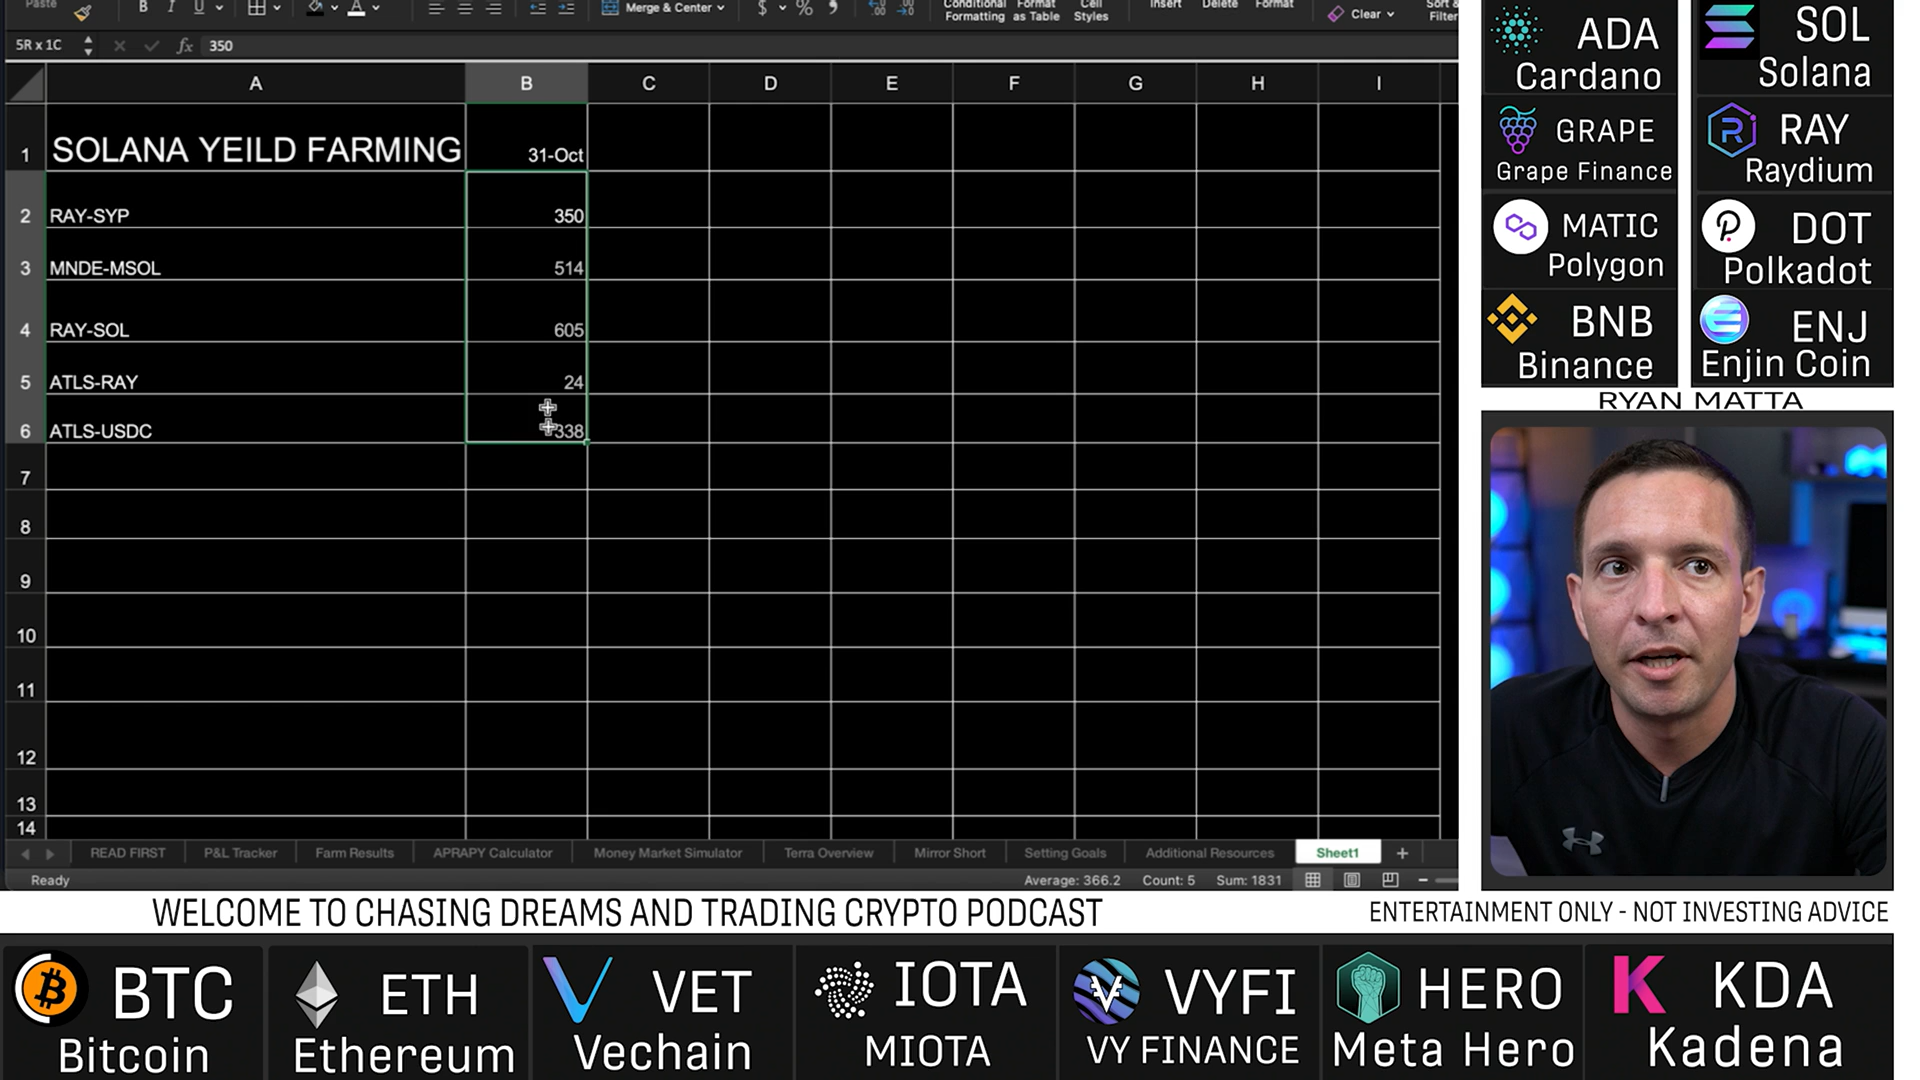 Paste
B I U
A
Merge & Center
$ %
Conditional Formatting
Format as Table
Cell Styles
Insert
Delete
Format
Clear
Sort & Filter
5R x 1C
fx 350
A B C D E F G H I
1 SOLANA YEILD FARMING 31-Oct
2 RAY-SYP 350
3 MNDE-MSOL 514
4 RAY-SOL 605
5 ATLS-RAY 24
6 ATLS-USDC 338
7
8
9
10
11
12
13
14
READ FIRST P&L Tracker Farm Results APRAPY Calculator Money Market Simulator Terra Overview Mirror Short Setting Goals Additional Resources Sheet1 +
Ready Average: 366.2 Count: 5 Sum: 1831
ADA
Cardano
SOL
Solana
GRAPE
Grape Finance
RAY
Raydium
MATIC
Polygon
DOT
Polkadot
BNB
Binance
ENJ
Enjin Coin
RYAN MATTA
WELCOME TO CHASING DREAMS AND TRADING CRYPTO PODCAST
ENTERTAINMENT ONLY - NOT INVESTING ADVICE
BTC
Bitcoin
ETH
Ethereum
VET
Vechain
IOTA
MIOTA
VYFI
VY FINANCE
HERO
Meta Hero
KDA
Kadena